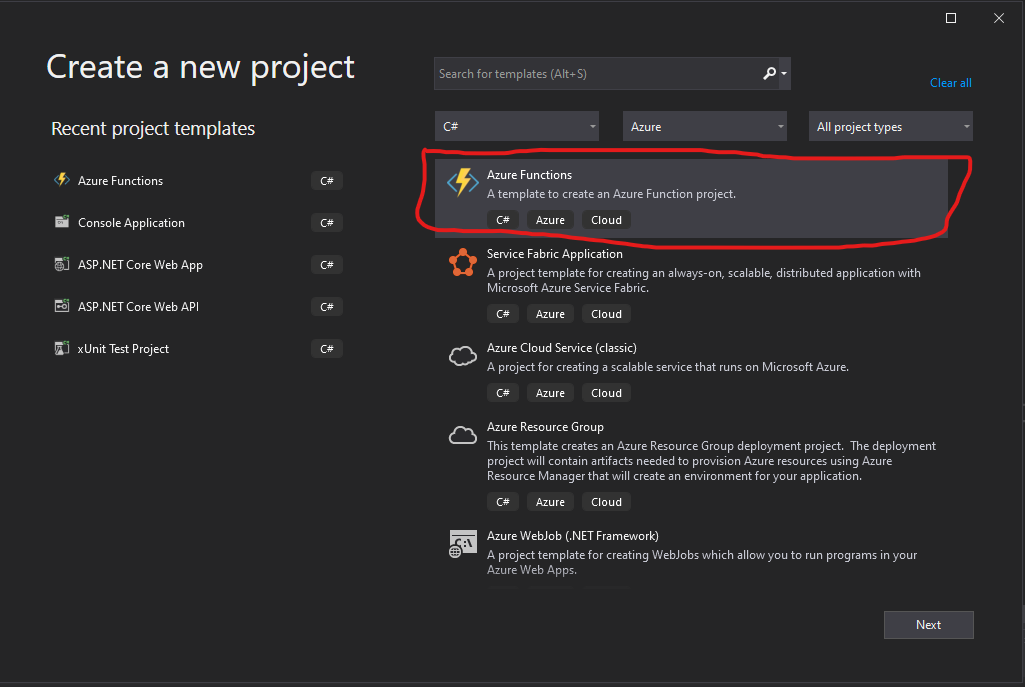 Create a new project
Recent project templates
Azure Functions C#
Console Application C#
ASP.NET Core Web App C#
ASP.NET Core Web API C#
xUnit Test Project C#
Search for templates (Alt+S)
Clear all
C# Azure All project types
Azure Functions
A template to create an Azure Function project.
C# Azure Cloud
Service Fabric Application
A project template for creating an always-on, scalable, distributed application with
Microsoft Azure Service Fabric.
C# Azure Cloud
Azure Cloud Service (classic)
A project for creating a scalable service that runs on Microsoft Azure.
C# Azure Cloud
Azure Resource Group
This template creates an Azure Resource Group deployment project.  The deployment
project will contain artifacts needed to provision Azure resources using Azure
Resource Manager that will create an environment for your application.
C# Azure Cloud
Azure WebJob (.NET Framework)
A project template for creating WebJobs which allow you to run programs in your
Azure Web Apps.
Next